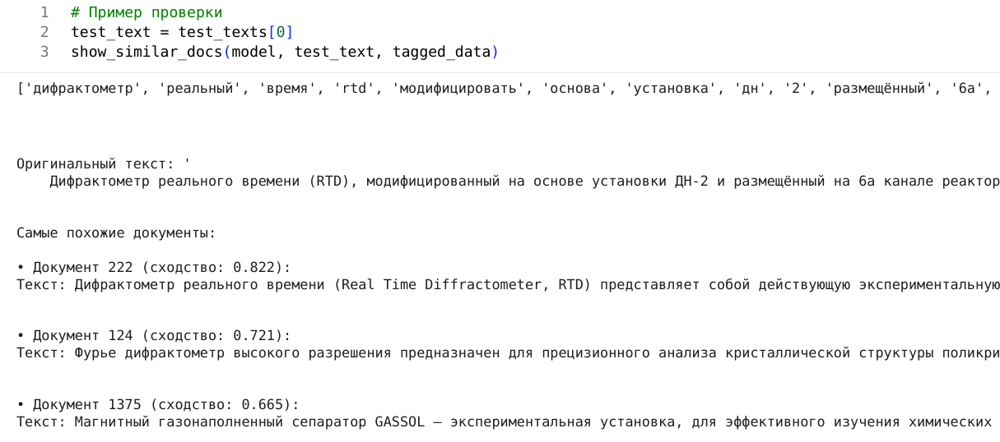 1 # Пример проверки
2 test_text = test_texts[0]
3 show_similar_docs(model, test_text, tagged_data)
['дифрактометр', 'реальный', 'время', 'rtd', 'модифицировать', 'основа', 'установка', 'дн', '2', 'размещённый', '6а',
Оригинальный текст: '
Дифрактометр реального времени (RTD), модифицированный на основе установки ДН-2 и размещённый на 6а канале реактор
Самые похожие документы:
• Документ 222 (сходство: 0.822):
Текст: Дифрактометр реального времени (Real Time Diffractometer, RTD) представляет собой действующую экспериментальную
• Документ 124 (сходство: 0.721):
Текст: Фурье дифрактометр высокого разрешения предназначен для прецизионного анализа кристаллической структуры поликри
• Документ 1375 (сходство: 0.665):
Текст: Магнитный газонаполненный сепаратор GASSOL – экспериментальная установка, для эффективного изучения химических